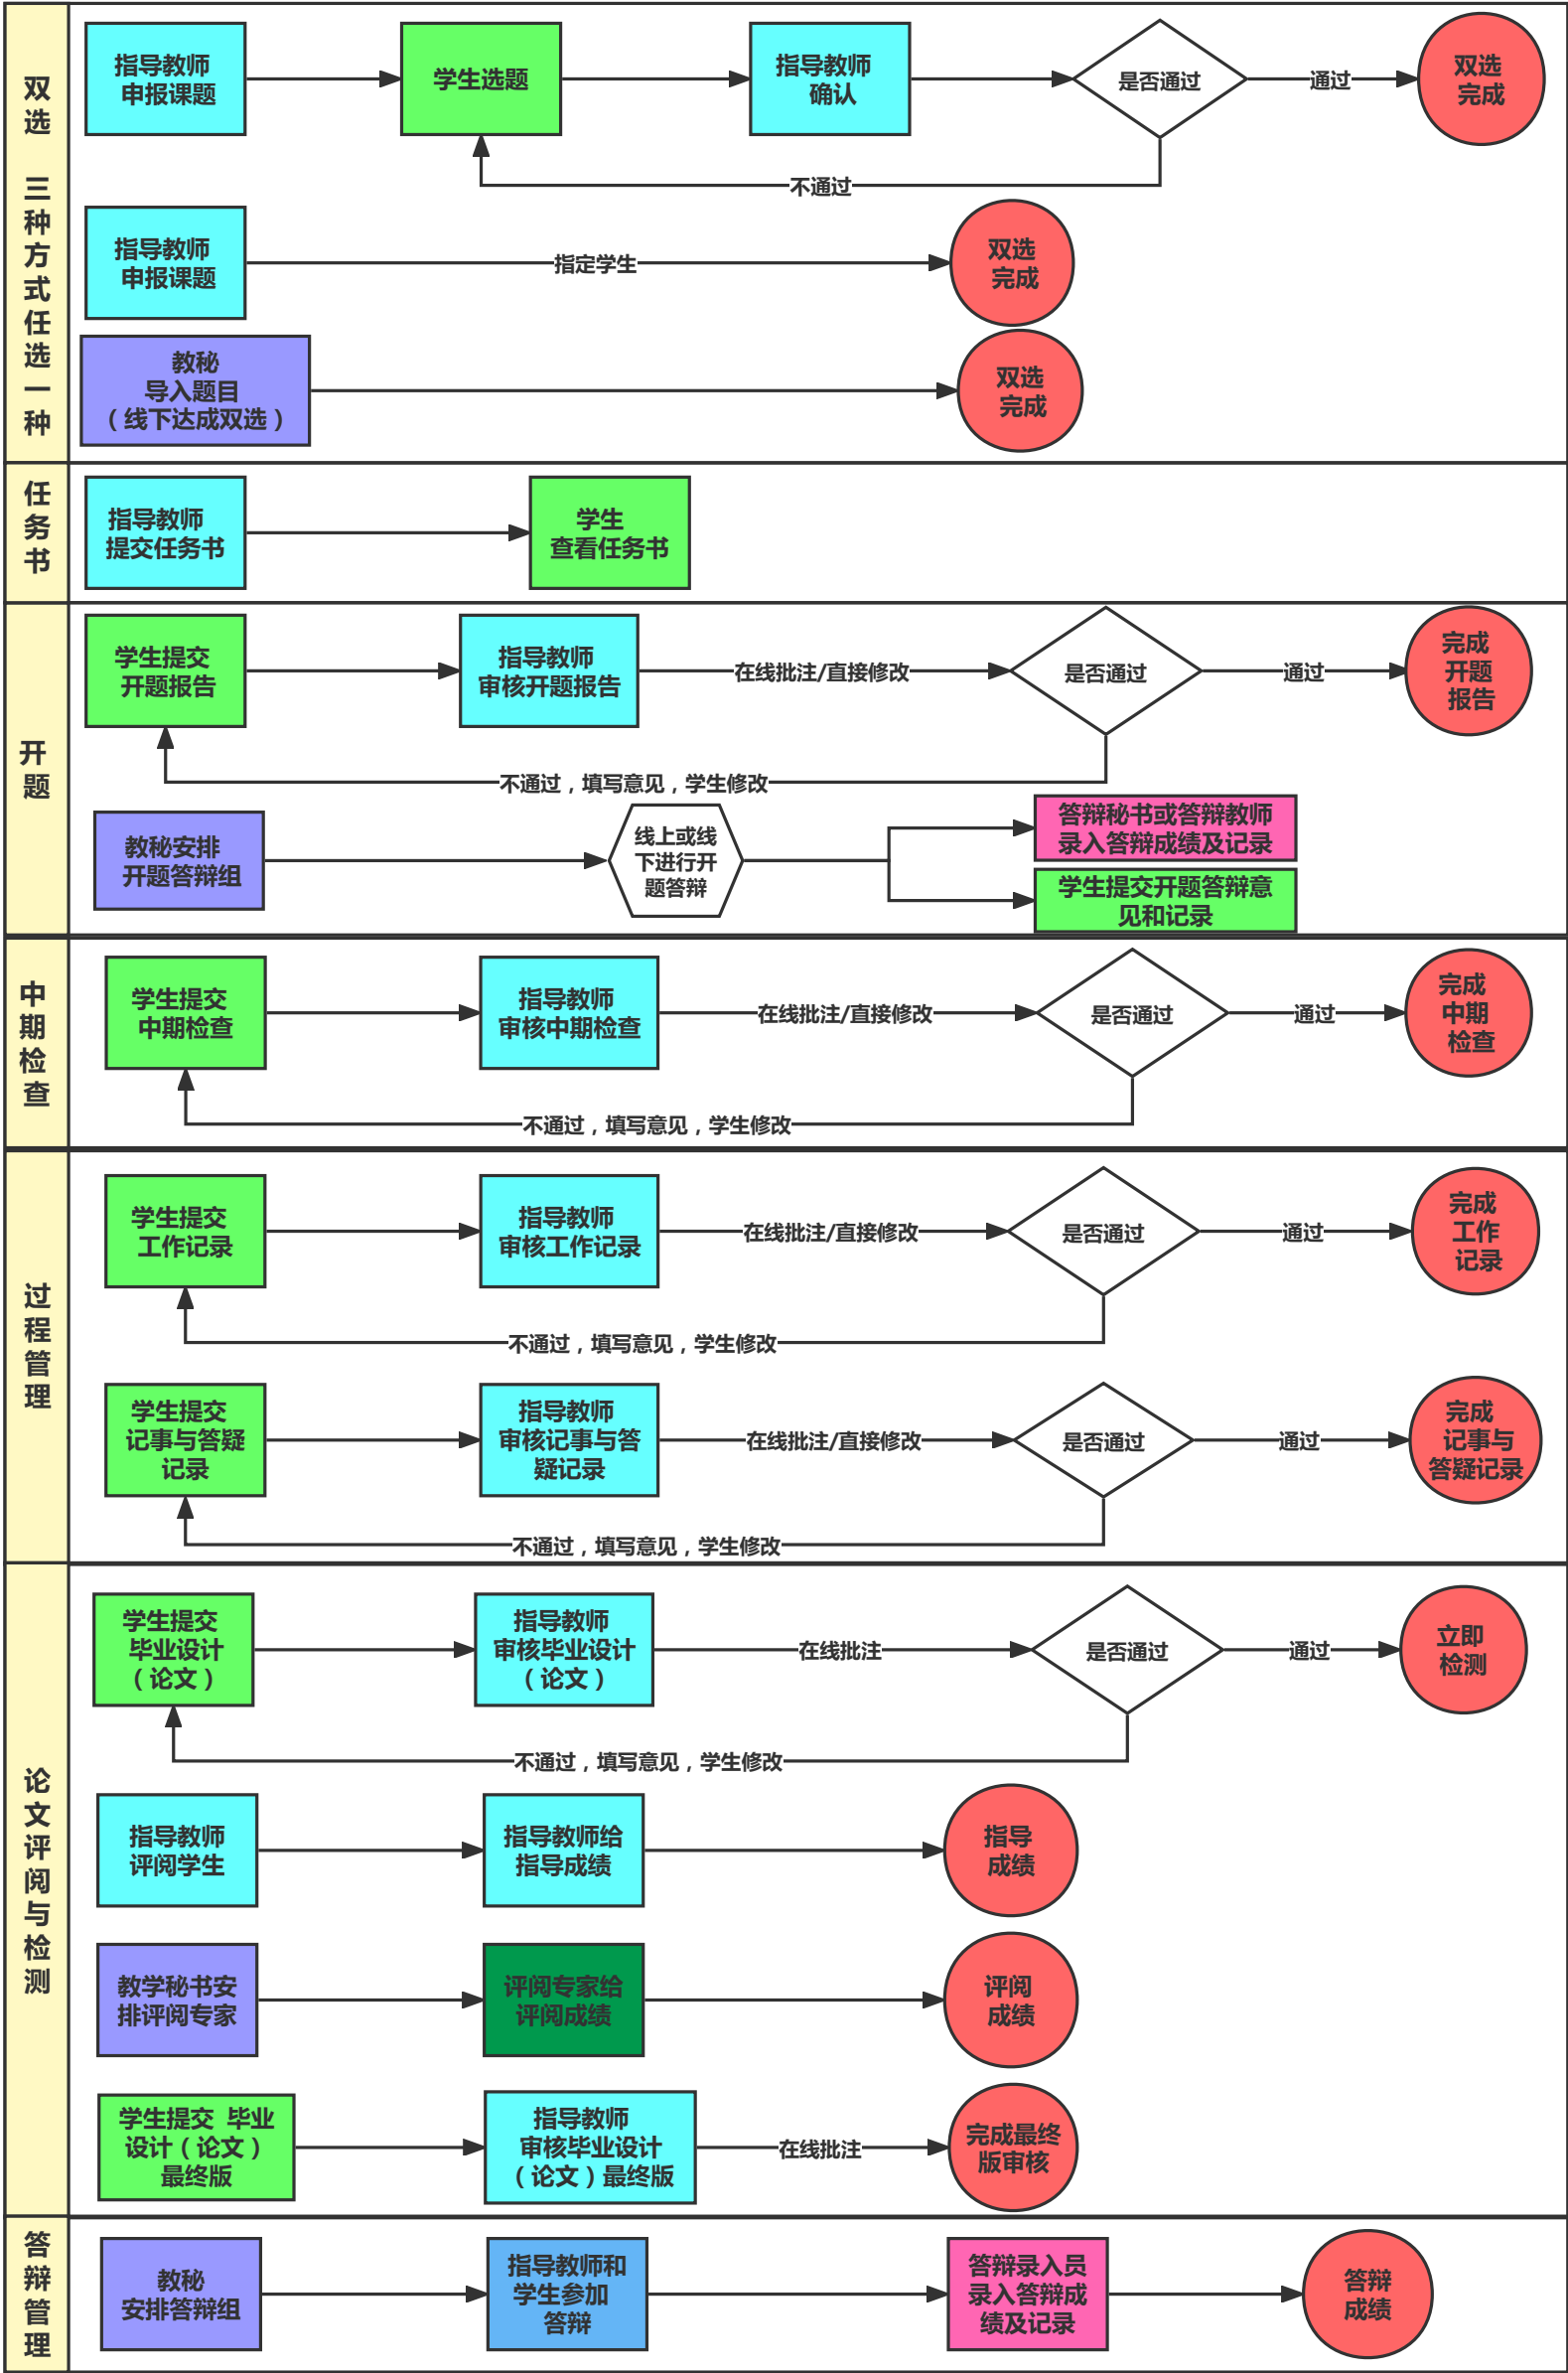 双选 三种方式任选一种
指导教师
申报课题
学生选题
指导教师
确认
是否通过
通过
双选
完成
不通过
指导教师
申报课题
指定学生
双选
完成
教秘
导入题目
（线下达成双选）
双选
完成
任务书
指导教师
提交任务书
学生
查看任务书
开题
学生提交
开题报告
指导教师
审核开题报告
在线批注/直接修改
是否通过
通过
完成
开题
报告
不通过，填写意见，学生修改
教秘安排
开题答辩组
线上或线
下进行开
题答辩
答辩秘书或答辩教师
录入答辩成绩及记录
学生提交开题答辩意
见和记录
中期检查
学生提交
中期检查
指导教师
审核中期检查
在线批注/直接修改
是否通过
通过
完成
中期
检查
不通过，填写意见，学生修改
过程管理
学生提交
工作记录
指导教师
审核工作记录
在线批注/直接修改
是否通过
通过
完成
工作
记录
不通过，填写意见，学生修改
学生提交
记事与答疑
记录
指导教师
审核记事与答
疑记录
在线批注/直接修改
是否通过
通过
完成
记事与
答疑记录
不通过，填写意见，学生修改
论文评阅与检测
学生提交
毕业设计
（论文）
指导教师
审核毕业设计
（论文）
在线批注
是否通过
通过
立即
检测
不通过，填写意见，学生修改
指导教师
评阅学生
指导教师给
指导成绩
指导
成绩
教学秘书安
排评阅专家
评阅专家给
评阅成绩
评阅
成绩
学生提交 毕业
设计（论文）
最终版
指导教师
审核毕业设计
（论文）最终版
在线批注
完成最终
版审核
答辩管理
教秘
安排答辩组
指导教师和
学生参加
答辩
答辩录入员
录入答辩成
绩及记录
答辩
成绩